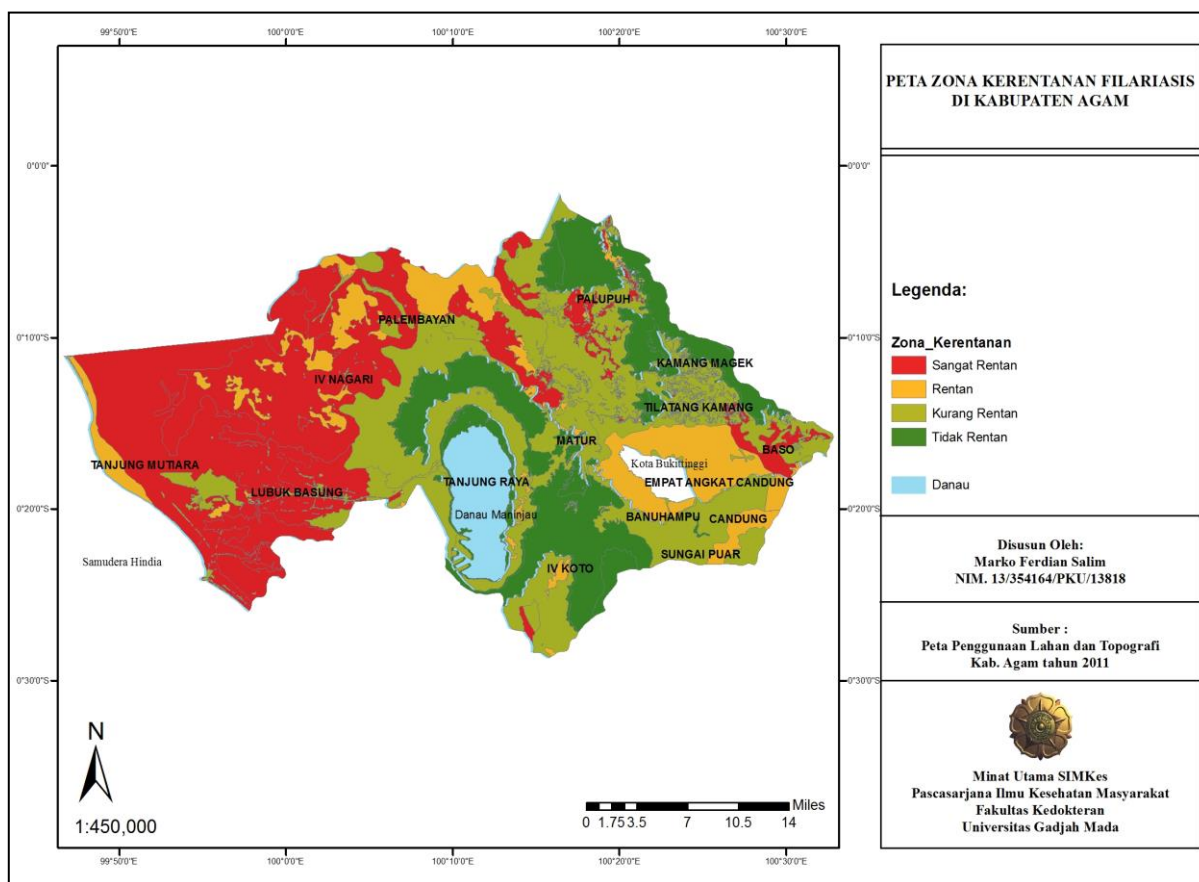 99°50'0"E 100°0'0"E 100°10'0"E 100°20'0"E 100°30'0"E
0°0'0"S
0°10'0"S
0°20'0"S
0°30'0"S
0°0'0"S
0°10'0"S
0°20'0"S
0°30'0"S
PALUPUH
PALEMBAYAN
KAMANG MAGEK
IV NAGARI
TILATANG KAMANG
MATUR
BASO
TANJUNG MUTIARA
Kota Bukittinggi
TANJUNG RAYA
EMPAT ANGKAT CANDUNG
LUBUK BASUNG
Danau Maninjau
BANUHAMPU
CANDUNG
SUNGAI PUAR
Samudera Hindia
IV KOTO
N
1:450,000
Miles
0 1.75 3.5 7 10.5 14
99°50'0"E 100°0'0"E 100°10'0"E 100°20'0"E 100°30'0"E
PETA ZONA KERENTANAN FILARIASIS
DI KABUPATEN AGAM
Legenda:
Zona_Kerentanan
Sangat Rentan
Rentan
Kurang Rentan
Tidak Rentan
Danau
Disusun Oleh:
Marko Ferdian Salim
NIM. 13/354164/PKU/13818
Sumber :
Peta Penggunaan Lahan dan Topografi
Kab. Agam tahun 2011
Minat Utama SIMKes
Pascasarjana Ilmu Kesehatan Masyarakat
Fakultas Kedokteran
Universitas Gadjah Mada